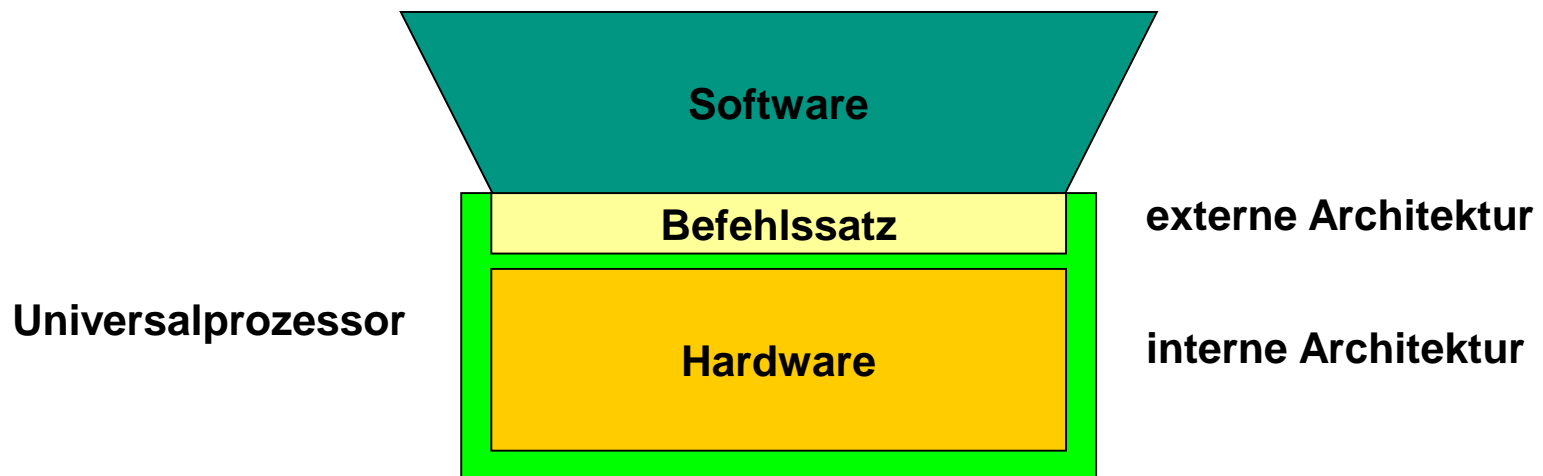 Software
Befehlssatz
externe Architektur
Universalprozessor
Hardware
interne Architektur